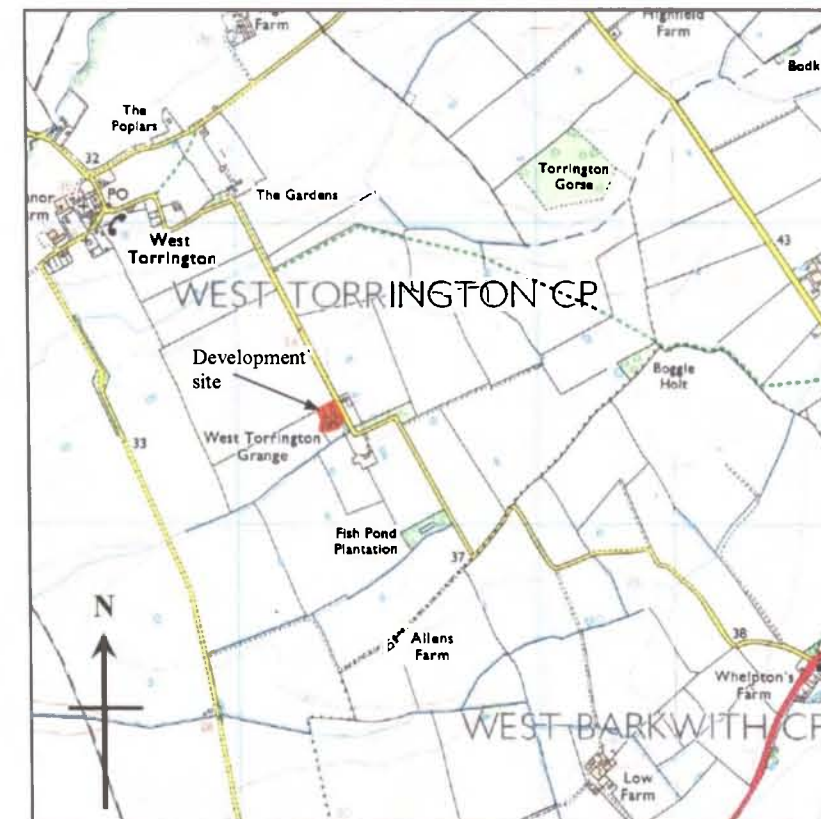 Farm
Highfield
Farm
Bodk
The
Poplars
32
PO
Torrington
Gorse
The Gardens
anor
arm
West
Torrington
43
WEST TORRINGTON CP
Development
site
Boggle
Holt
33
West Torrington
Grange
Fish Pond
Plantation
37
N
Allens
Farm
38
Whelpton's
Farm
WEST BARKWITH CP
Low
Farm